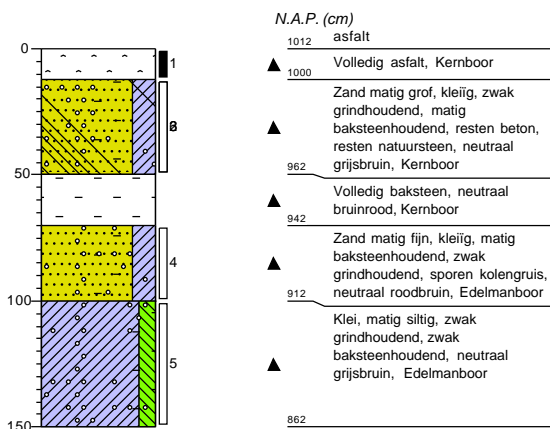 N.A.P. (cm)
0
1012
asfalt
1
Volledig asfalt, Kernboor
1000
Zand matig grof, kleiïg, zwak
grindhoudend, matig
baksteenhoudend, resten beton,
resten natuursteen, neutraal
grijsbruin, Kernboor
50
962
Volledig baksteen, neutraal
bruinrood, Kernboor
942
Zand matig fijn, kleiïg, matig
baksteenhoudend, zwak
grindhoudend, sporen kolengruis,
neutraal roodbruin, Edelmanboor
4
100
912
Klei, matig siltig, zwak
grindhoudend, zwak
baksteenhoudend, neutraal
grijsbruin, Edelmanboor
5
150
862